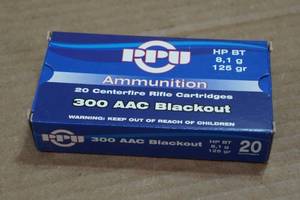 PPU
HP BT
8,1 g
125 gr
Ammunition
20 Centerfire Rifle Cartridges
300 AAC Blackout
WARNING: KEEP OUT OF REACH OF CHILDREN
PPU
300 AAC Blackout
HP BT
8,1 g
125 gr
20